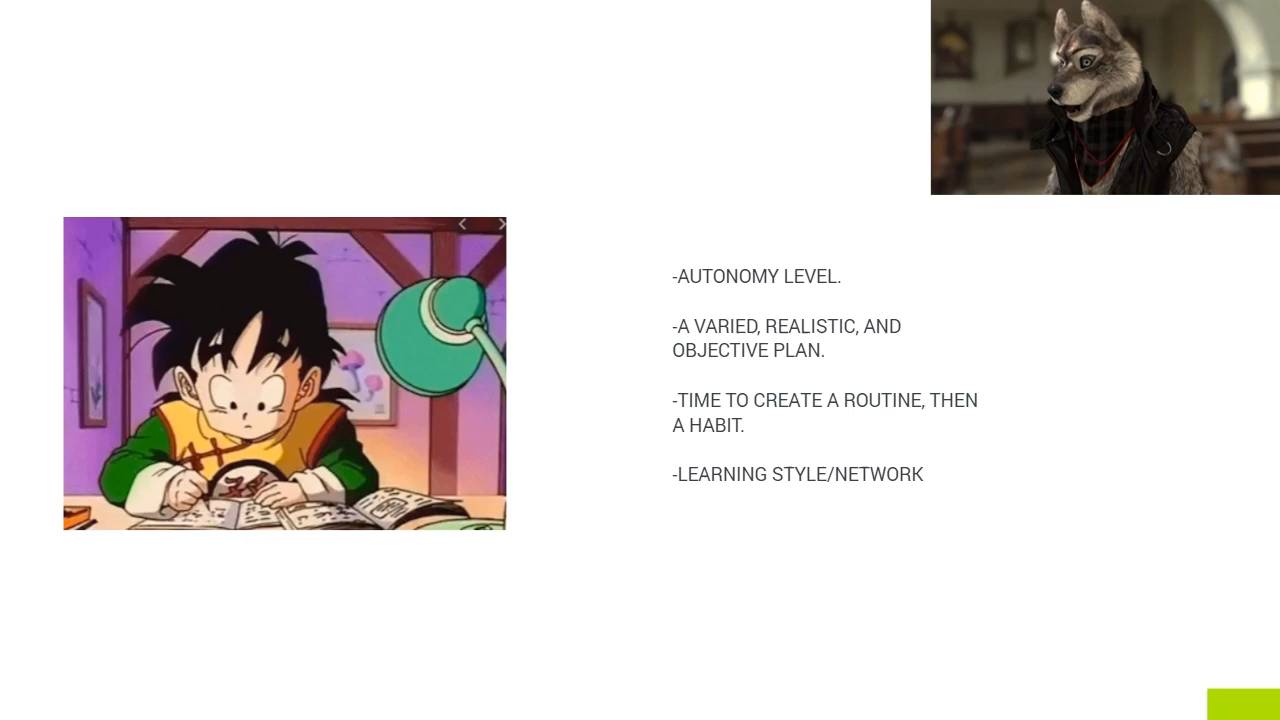 -AUTONOMY LEVEL.
-A VARIED, REALISTIC, AND
OBJECTIVE PLAN.
-TIME TO CREATE A ROUTINE, THEN
A HABIT.
-LEARNING STYLE/NETWORK